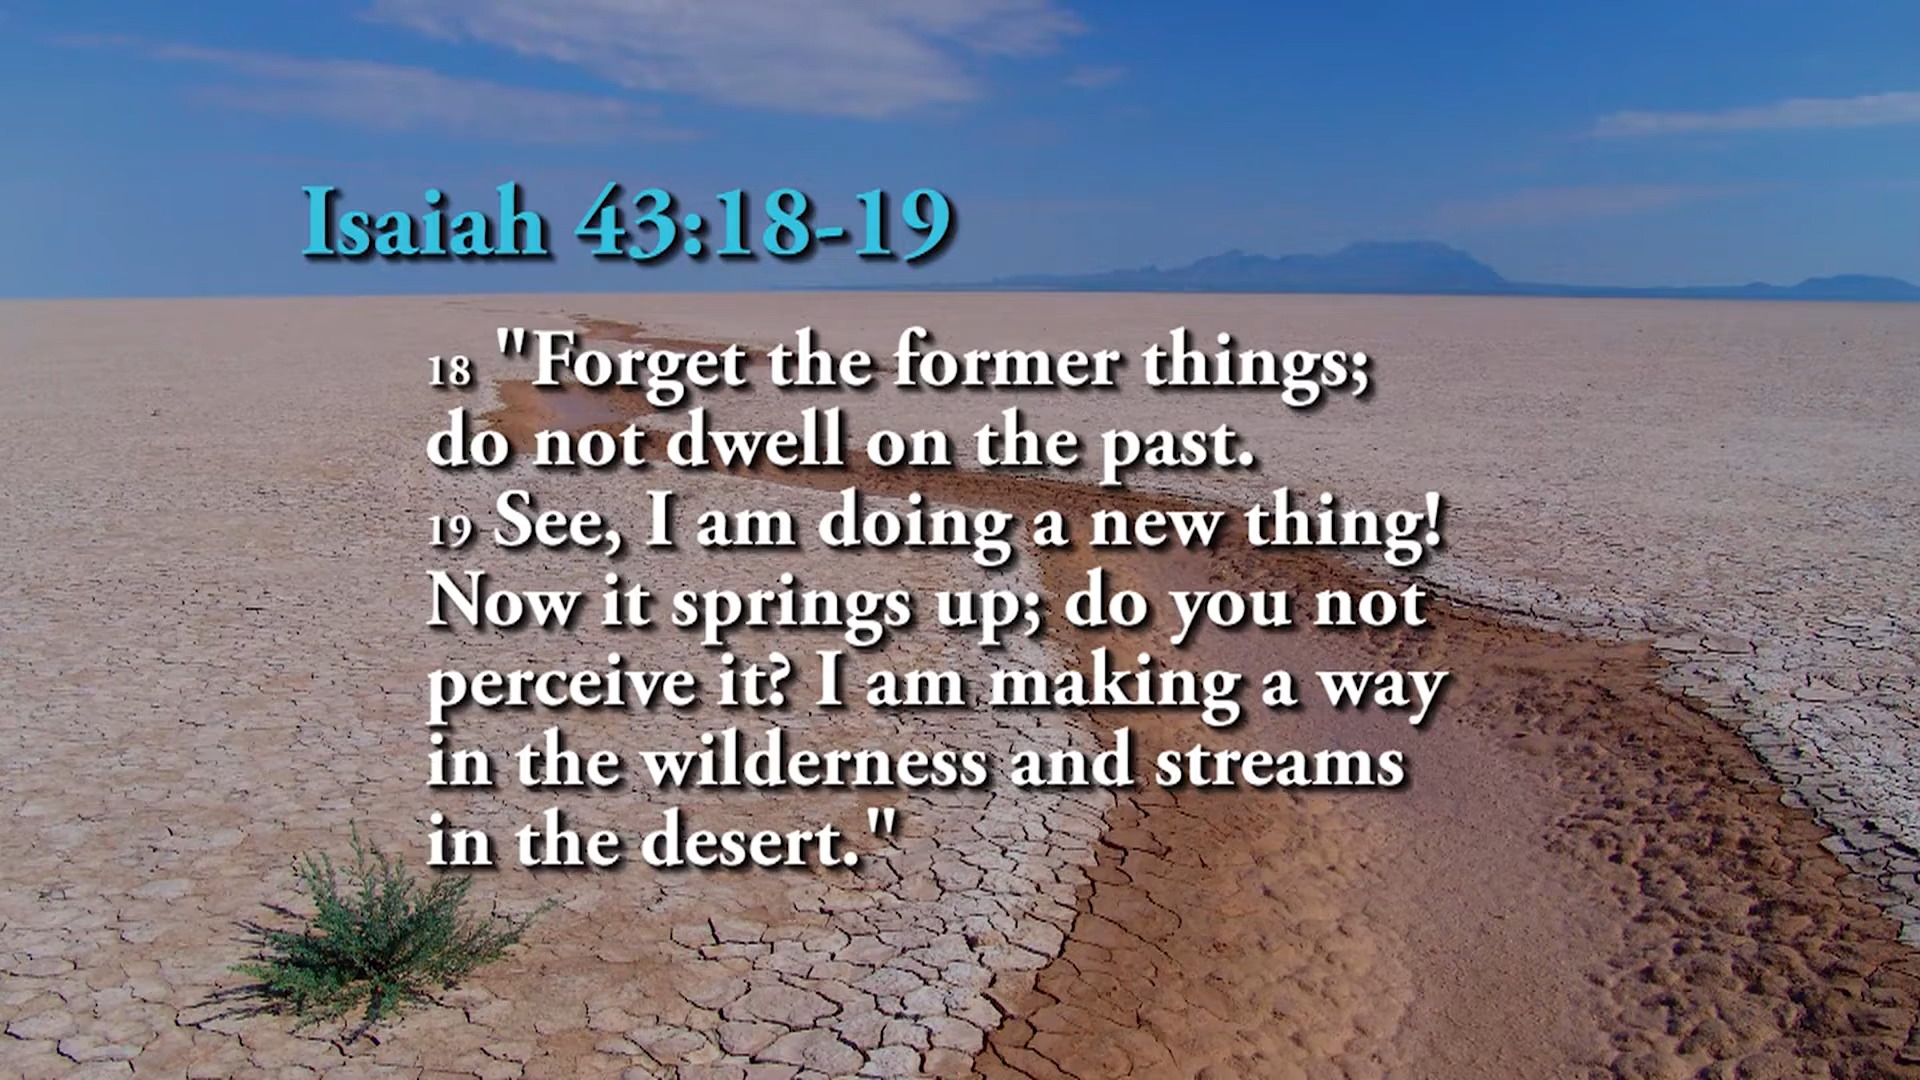 Isaiah 43:18-19
18 "Forget the former things;
do not dwell on the past.
19 See, I am doing a new thing!
Now it springs up; do you not
perceive it? I am making a way
in the wilderness and streams
in the desert."